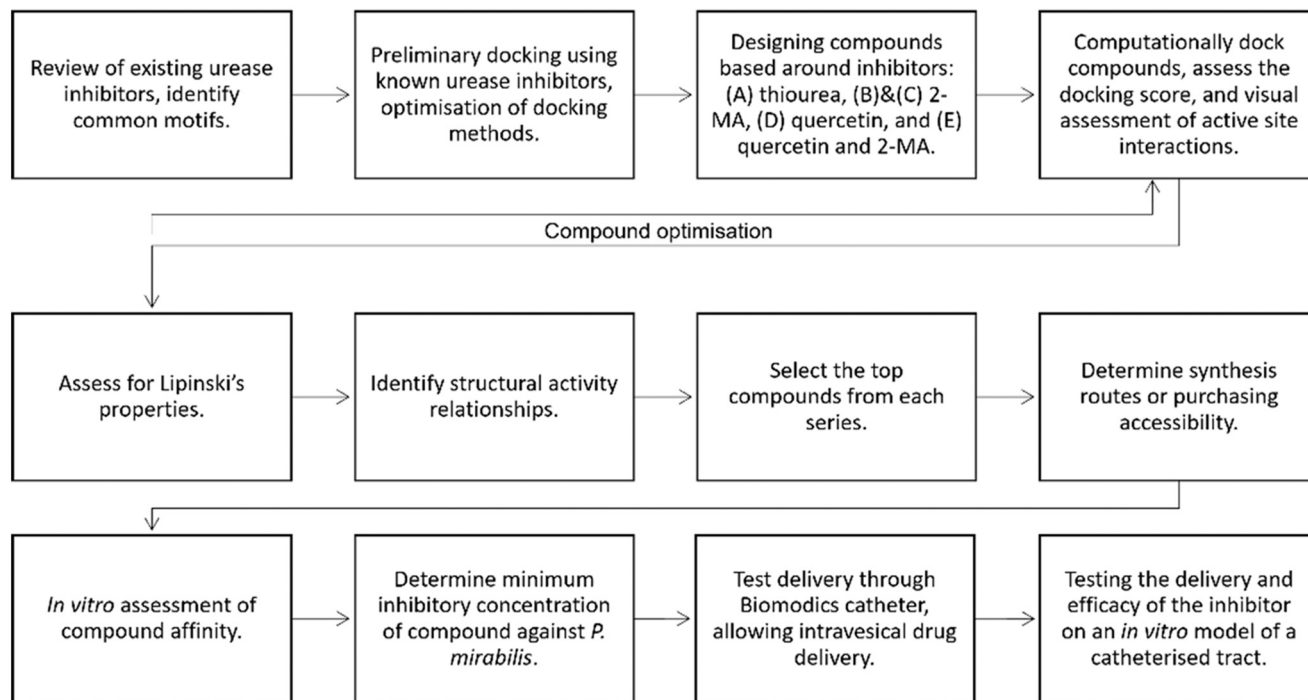 Review of existing urease
inhibitors, identify
common motifs.
Preliminary docking using
known urease inhibitors,
optimisation of docking
methods.
Designing compounds
based around inhibitors:
(A) thiourea, (B)&(C) 2-
MA, (D) quercetin, and (E)
quercetin and 2-MA.
Computationally dock
compounds, assess the
docking score, and visual
assessment of active site
interactions.
Compound optimisation
Assess for Lipinski's
properties.
Identify structural activity
relationships.
Select the top
compounds from each
series.
Determine synthesis
routes or purchasing
accessibility.
In vitro assessment of
compound affinity.
Determine minimum
inhibitory concentration
of compound against P.
mirabilis.
Test delivery through
Biomodics catheter,
allowing intravesical drug
delivery.
Testing the delivery and
efficacy of the inhibitor
on an in vitro model of a
catheterised tract.